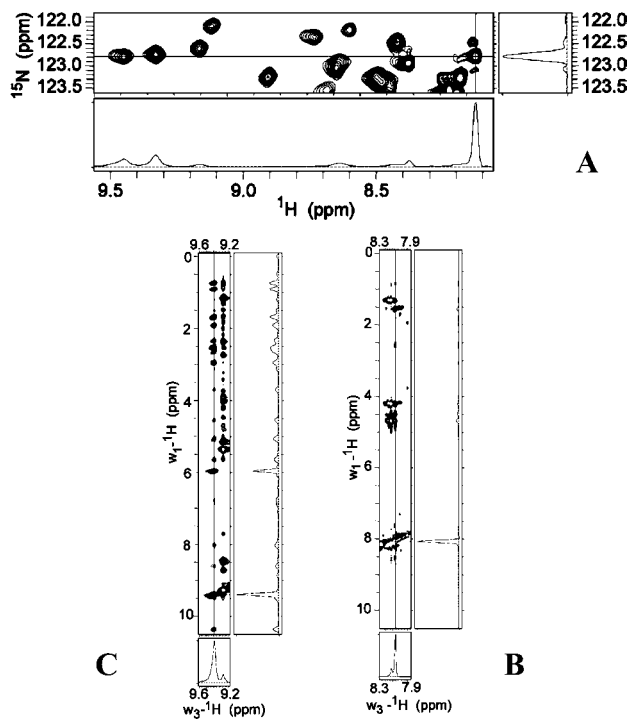 122.0
122.5
123.0
123.5
15N (ppm)
122.0
122.5
123.0
123.5
9.5 9.0 8.5
1H (ppm)
A
9.6 9.2
0
2
4
6
8
10
w1-1H (ppm)
9.6 9.2
w3-1H (ppm)
C
8.3 7.9
0
2
4
6
8
10
w1-1H (ppm)
8.3 7.9
w3-1H (ppm)
B